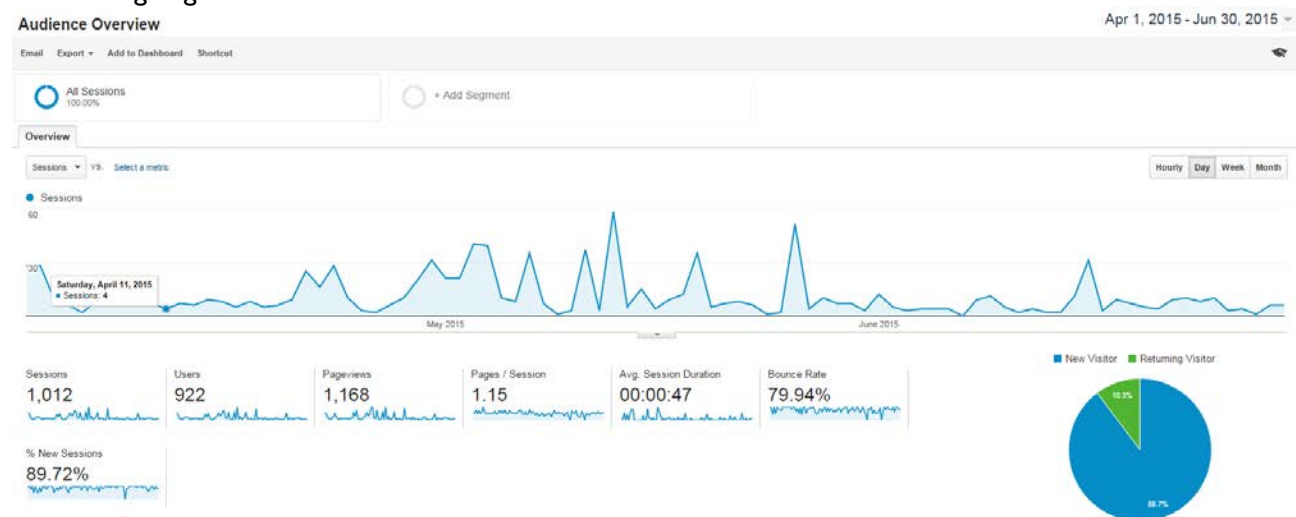 Audience Overview
Apr 1, 2015 - Jun 30, 2015
Email Export Add to Dashboard Shortcut
All Sessions
100.00%
+ Add Segment
Overview
Sessions VS. Select a metric
Hourly Day Week Month
Sessions
60
30
Saturday, April 11, 2015
Sessions: 4
May 2015
June 2015
New Visitor Returning Visitor
Sessions
1,012
Users
922
Pageviews
1,168
Pages / Session
1.15
Avg. Session Duration
00:00:47
Bounce Rate
79.94%
% New Sessions
89.72%
10.3%